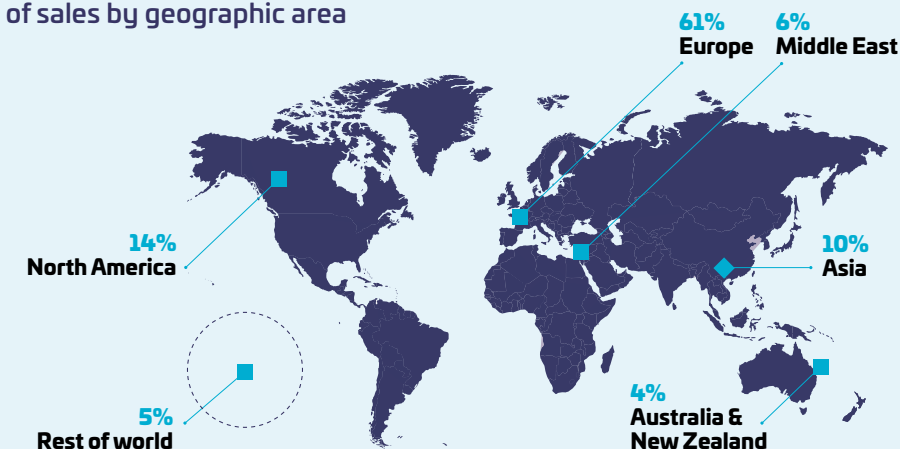 of sales by geographic area
61%
Europe
6%
Middle East
14%
North America
10%
Asia
5%
Rest of world
4%
Australia &
New Zealand